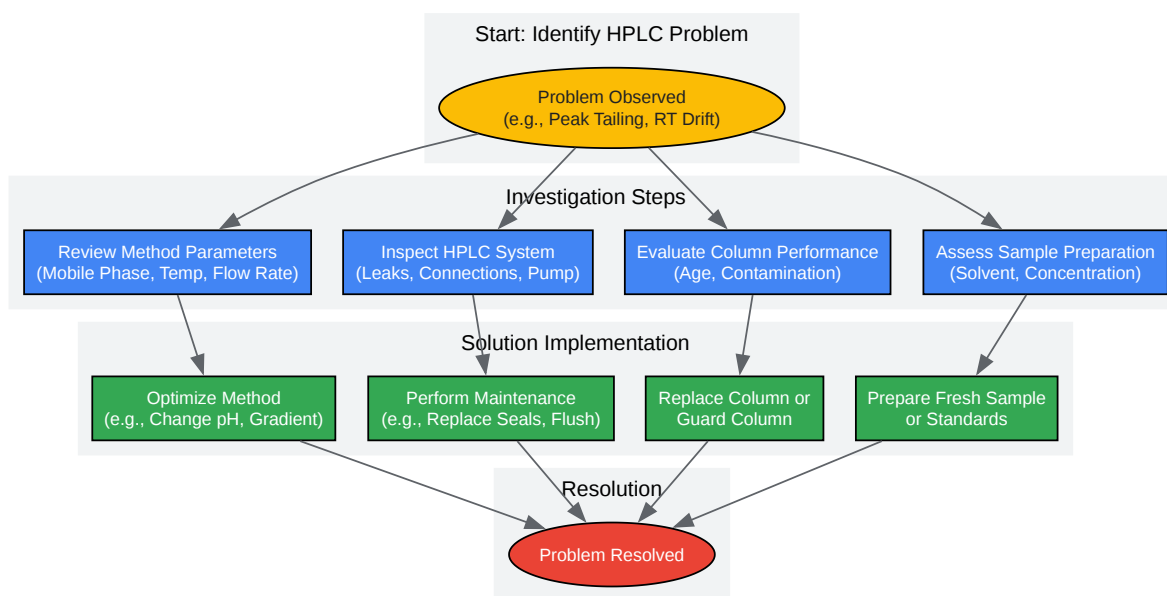 Start: Identify HPLC Problem
Problem Observed
(e.g., Peak Tailing, RT Drift)
Investigation Steps
Review Method Parameters
(Mobile Phase, Temp, Flow Rate)
Inspect HPLC System
(Leaks, Connections, Pump)
Evaluate Column Performance
(Age, Contamination)
Assess Sample Preparation
(Solvent, Concentration)
Solution Implementation
Optimize Method
(e.g., Change pH, Gradient)
Perform Maintenance
(e.g., Replace Seals, Flush)
Replace Column or
Guard Column
Prepare Fresh Sample
or Standards
Resolution
Problem Resolved